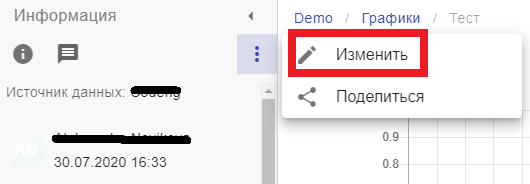 Информация
Demo / Графики / Тест
Изменить
Источник данных:
Поделиться
AN
30.07.2020 16:33
0.9
0.8